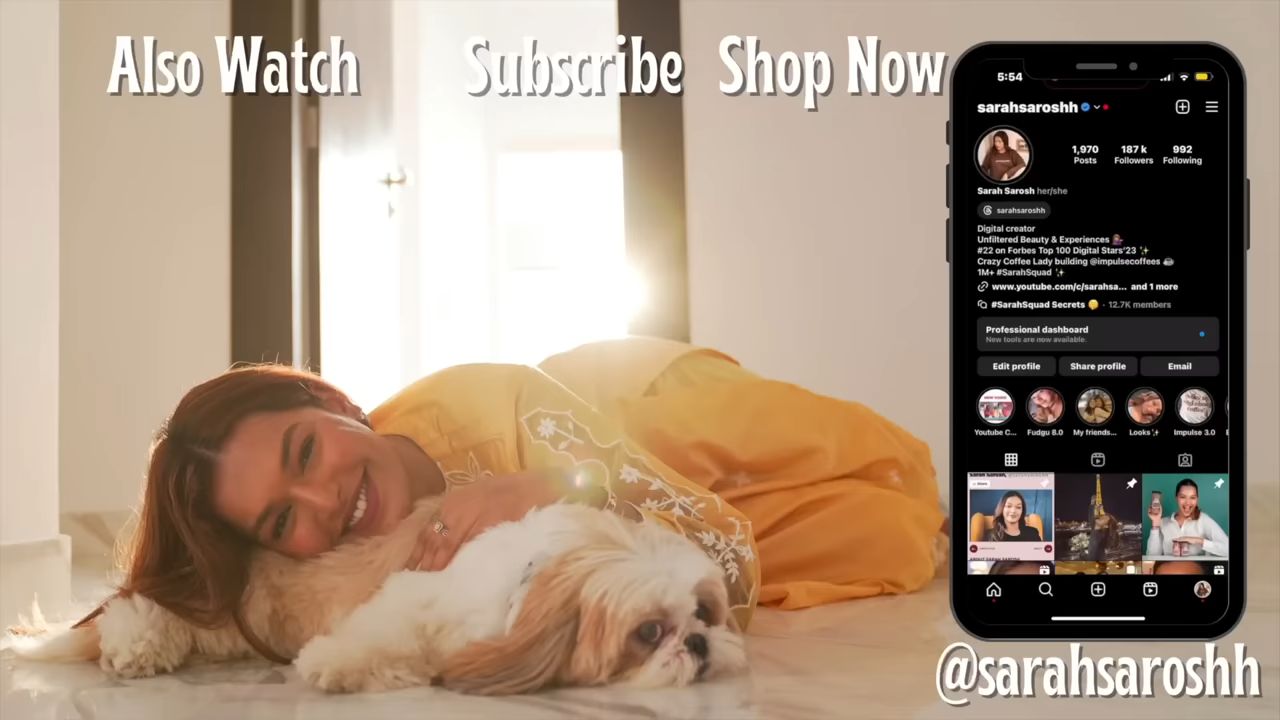 Also Watch
Subscribe
Shop Now
5:54
sarahsaroshh
1,970
Posts
187 k
Followers
992
Following
Sarah Sarosh her/she
sarahsaroshh
Digital creator
Unfiltered Beauty & Experiences
#22 on Forbes Top 100 Digital Stars'23
Crazy Coffee Lady building @impulsecoffees
1M+ #SarahSquad
www.youtube.com/c/sarahsa... and 1 more
#SarahSquad Secrets · 12.7K members
Professional dashboard
New tools are now available.
Edit profile
Share profile
Email
Youtube C...
Fudgu 8.0
My friends...
Looks
Impulse 3.0
@sarahsaroshh